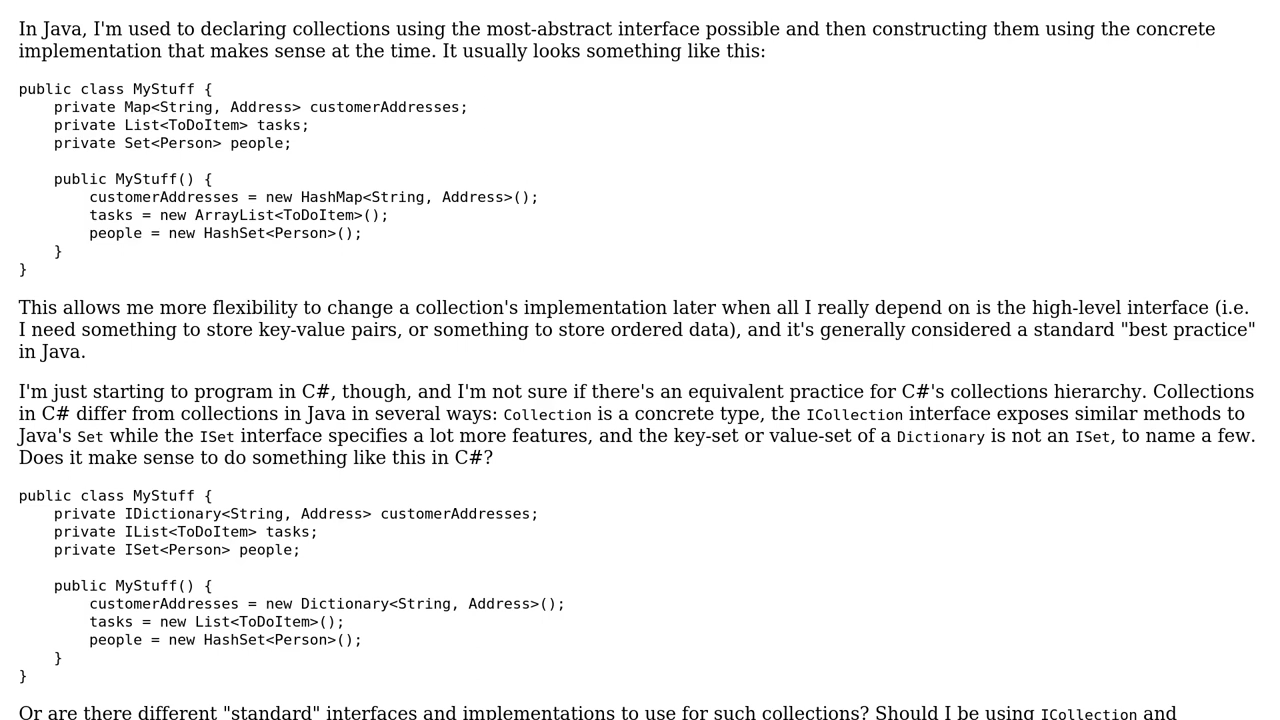 In Java, I'm used to declaring collections using the most-abstract interface possible and then constructing them using the concrete
implementation that makes sense at the time. It usually looks something like this:
public class MyStuff {
    private Map<String, Address> customerAddresses;
    private List<ToDoItem> tasks;
    private Set<Person> people;
    public MyStuff() {
        customerAddresses = new HashMap<String, Address>();
        tasks = new ArrayList<ToDoItem>();
        people = new HashSet<Person>();
    }
}
This allows me more flexibility to change a collection's implementation later when all I really depend on is the high-level interface (i.e.
I need something to store key-value pairs, or something to store ordered data), and it's generally considered a standard "best practice"
in Java.
I'm just starting to program in C#, though, and I'm not sure if there's an equivalent practice for C#'s collections hierarchy. Collections
in C# differ from collections in Java in several ways: Collection is a concrete type, the ICollection interface exposes similar methods to
Java's Set while the ISet interface specifies a lot more features, and the key-set or value-set of a Dictionary is not an ISet, to name a few.
Does it make sense to do something like this in C#?
public class MyStuff {
    private IDictionary<String, Address> customerAddresses;
    private IList<ToDoItem> tasks;
    private ISet<Person> people;
    public MyStuff() {
        customerAddresses = new Dictionary<String, Address>();
        tasks = new List<ToDoItem>();
        people = new HashSet<Person>();
    }
}
Or are there different "standard" interfaces and implementations to use for such collections? Should I be using ICollection and